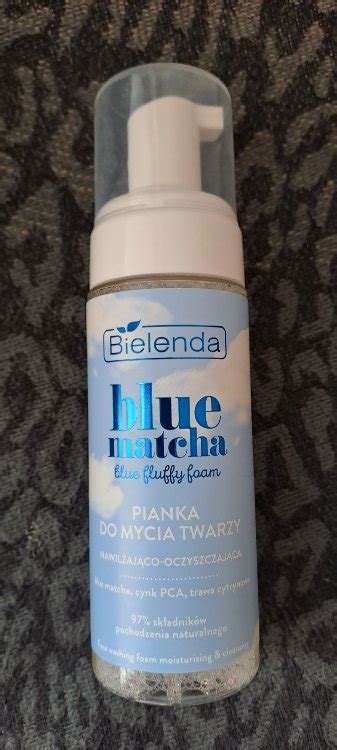 Bielenda
blue
matcha
blue fluffy foam
PIANKA
DO MYCIA TWARZY
NAWILŻAJĄCO-OCZYSZCZAJĄCA
blue matcha, cynk PCA, trawa cytrynowa
97% składników
pochodzenia naturalnego
Face washing foam moisturising & cleansing